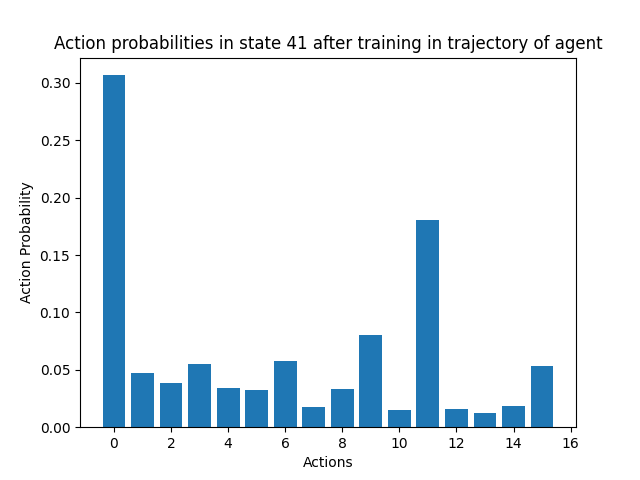 Action probabilities in state 41 after training in trajectory of agent
0.30
0.25
0.20
0.15
0.10
0.05
0.00
Action Probability
0 2 4 6 8 10 12 14 16
Actions